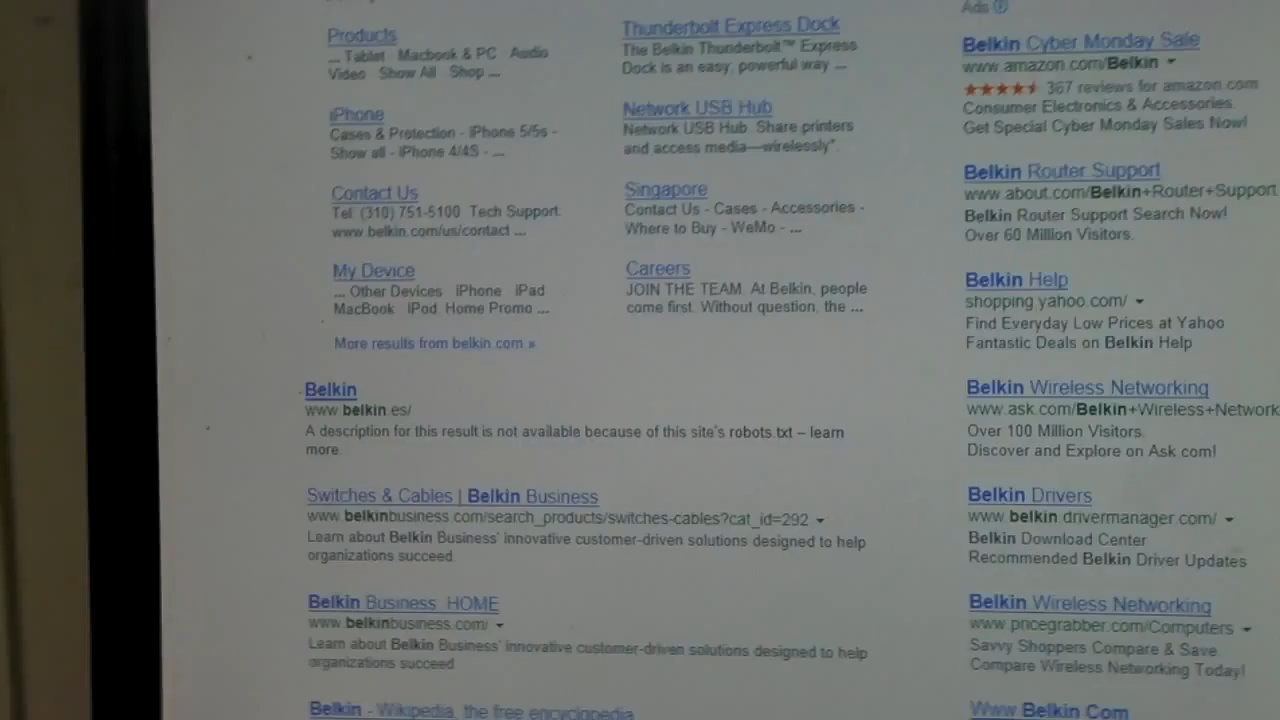 Products
... Tablet Macbook & PC Audio
Video Show All Shop ...
iPhone
Cases & Protection - iPhone 5/5s -
Show all - iPhone 4/4S - ...
Contact Us
Tel (310) 751-5100 Tech Support
www.belkin.com/us/contact ...
My Device
... Other Devices iPhone iPad
MacBook iPod Home Promo ...
More results from belkin.com »
Thunderbolt Express Dock
The Belkin Thunderbolt™ Express
Dock is an easy, powerful way ...
Network USB Hub
Network USB Hub. Share printers
and access media—wirelessly*.
Singapore
Contact Us - Cases - Accessories -
Where to Buy - WeMo - ...
Careers
JOIN THE TEAM. At Belkin, people
come first. Without question, the ...
Belkin
www.belkin.es/
A description for this result is not available because of this site's robots.txt – learn
more.
Switches & Cables | Belkin Business
www.belkinbusiness.com/search_products/switches-cables?cat_id=292
Learn about Belkin Business' innovative customer-driven solutions designed to help
organizations succeed.
Belkin Business HOME
www.belkinbusiness.com/
Learn about Belkin Business' innovative customer-driven solutions designed to help
organizations succeed
Belkin - Wikipedia, the free encyclopedia
Ads
Belkin Cyber Monday Sale
www.amazon.com/Belkin
367 reviews for amazon.com
Consumer Electronics & Accessories.
Get Special Cyber Monday Sales Now!
Belkin Router Support
www.about.com/Belkin+Router+Support
Belkin Router Support Search Now!
Over 60 Million Visitors.
Belkin Help
shopping.yahoo.com/
Find Everyday Low Prices at Yahoo
Fantastic Deals on Belkin Help
Belkin Wireless Networking
www.ask.com/Belkin+Wireless+Network
Over 100 Million Visitors.
Discover and Explore on Ask.com!
Belkin Drivers
www.belkin.drivermanager.com/
Belkin Download Center
Recommended Belkin Driver Updates
Belkin Wireless Networking
www.pricegrabber.com/Computers
Savvy Shoppers Compare & Save.
Compare Wireless Networking Today!
Www Belkin Com